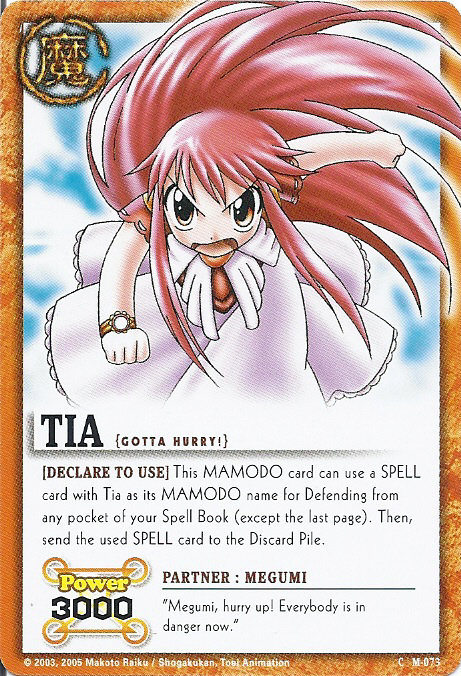 魔
TIA {GOTTA HURRY!}
[DECLARE TO USE] This MAMODO card can use a SPELL
card with Tia as its MAMODO name for Defending from
any pocket of your Spell Book (except the last page). Then,
send the used SPELL card to the Discard Pile.
Power
3000
PARTNER : MEGUMI
"Megumi, hurry up! Everybody is in
danger now."
© 2003, 2005 Makoto Raiku / Shogakukan, Toei Animation
C M-073